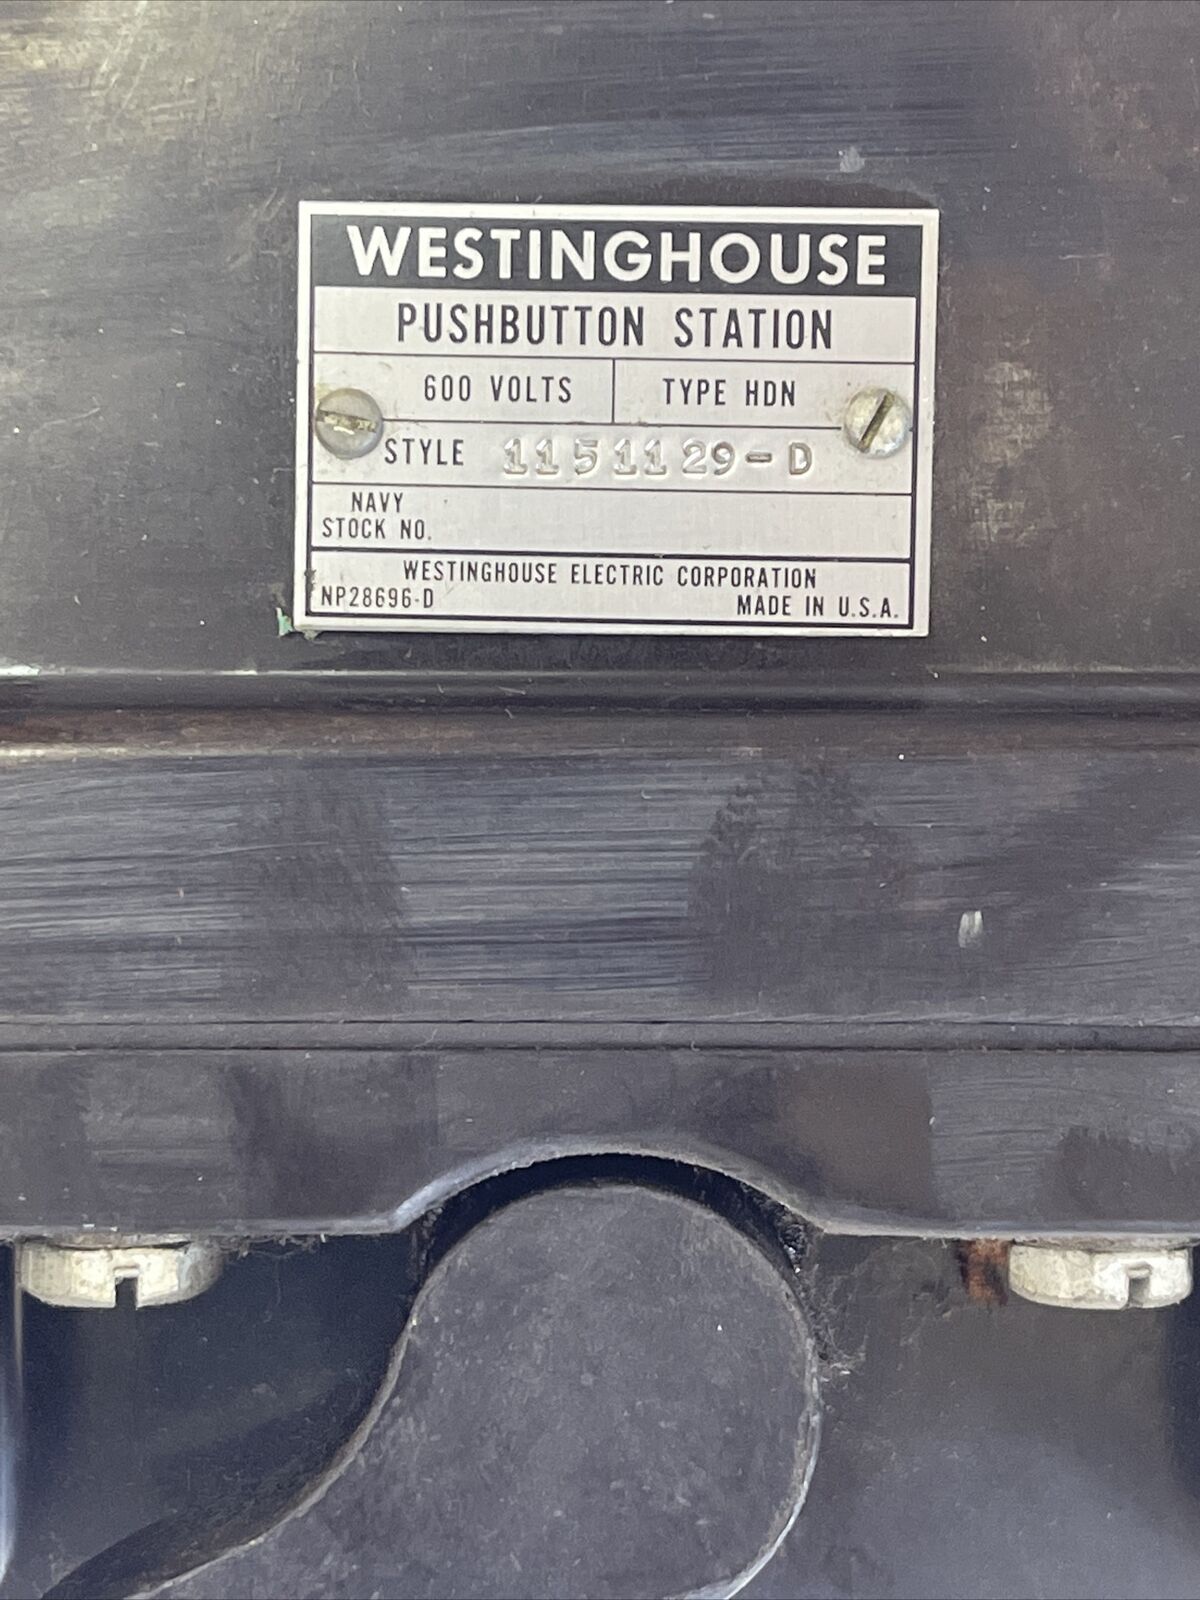 WESTINGHOUSE
PUSHBUTTON STATION
600 VOLTS TYPE HDN
STYLE 1151129-D
NAVY
STOCK NO.
WESTINGHOUSE ELECTRIC CORPORATION
NP28696-D MADE IN U.S.A.